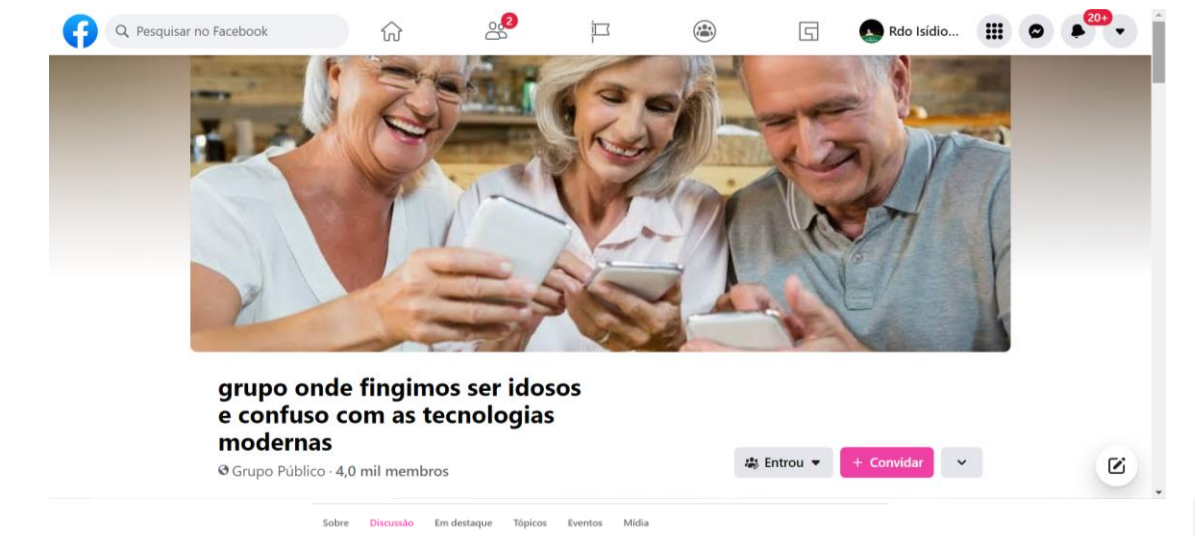 Pesquisar no Facebook
2
Rdo Isídio...
20+
grupo onde fingimos ser idosos
e confuso com as tecnologias
modernas
Grupo Público · 4,0 mil membros
Entrou
+ Convidar
Sobre Discussão Em destaque Tópicos Eventos Mídia